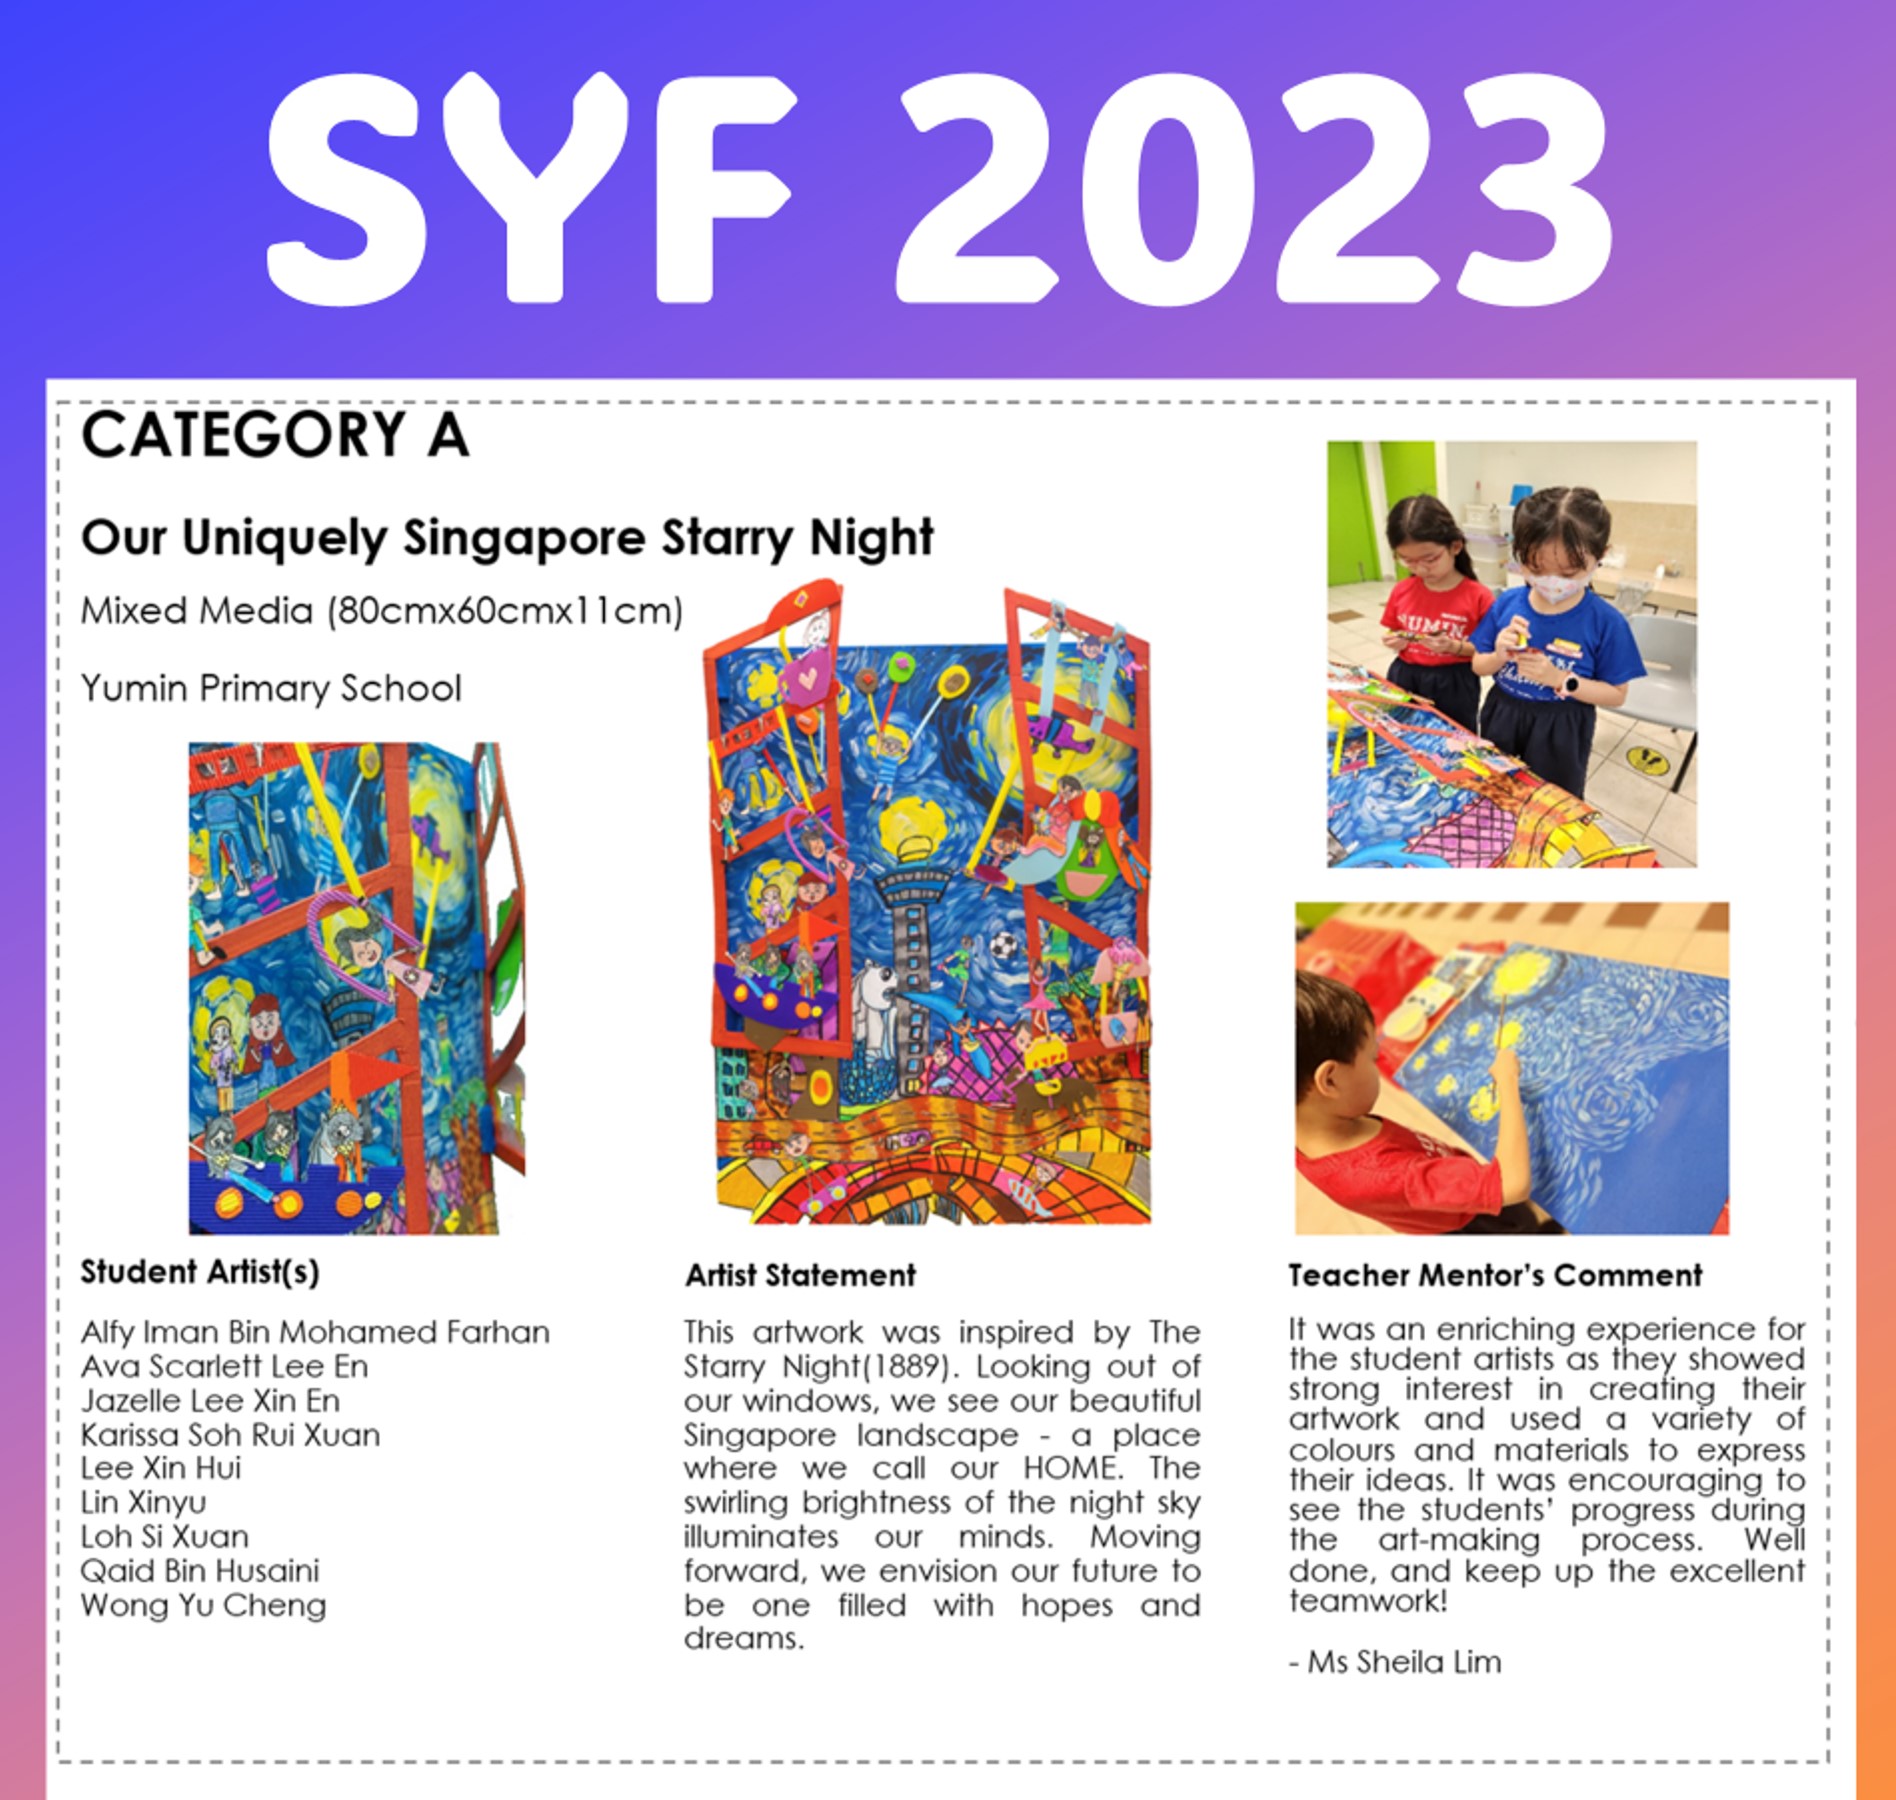 SYF 2023
CATEGORY A
Our Uniquely Singapore Starry Night
Mixed Media (80cmx60cmx11cm)
Yumin Primary School
YUMIN
Student Artist(s)
Alfy Iman Bin Mohamed Farhan
Ava Scarlett Lee En
Jazelle Lee Xin En
Karissa Soh Rui Xuan
Lee Xin Hui
Lin Xinyu
Loh Si Xuan
Qaid Bin Husaini
Wong Yu Cheng
Artist Statement
This artwork was inspired by The
Starry Night(1889). Looking out of
our windows, we see our beautiful
Singapore landscape - a place
where we call our HOME. The
swirling brightness of the night sky
illuminates our minds. Moving
forward, we envision our future to
be one filled with hopes and
dreams.
Teacher Mentor's Comment
It was an enriching experience for
the student artists as they showed
strong interest in creating their
artwork and used a variety of
colours and materials to express
their ideas. It was encouraging to
see the students' progress during
the art-making process. Well
done, and keep up the excellent
teamwork!
- Ms Sheila Lim